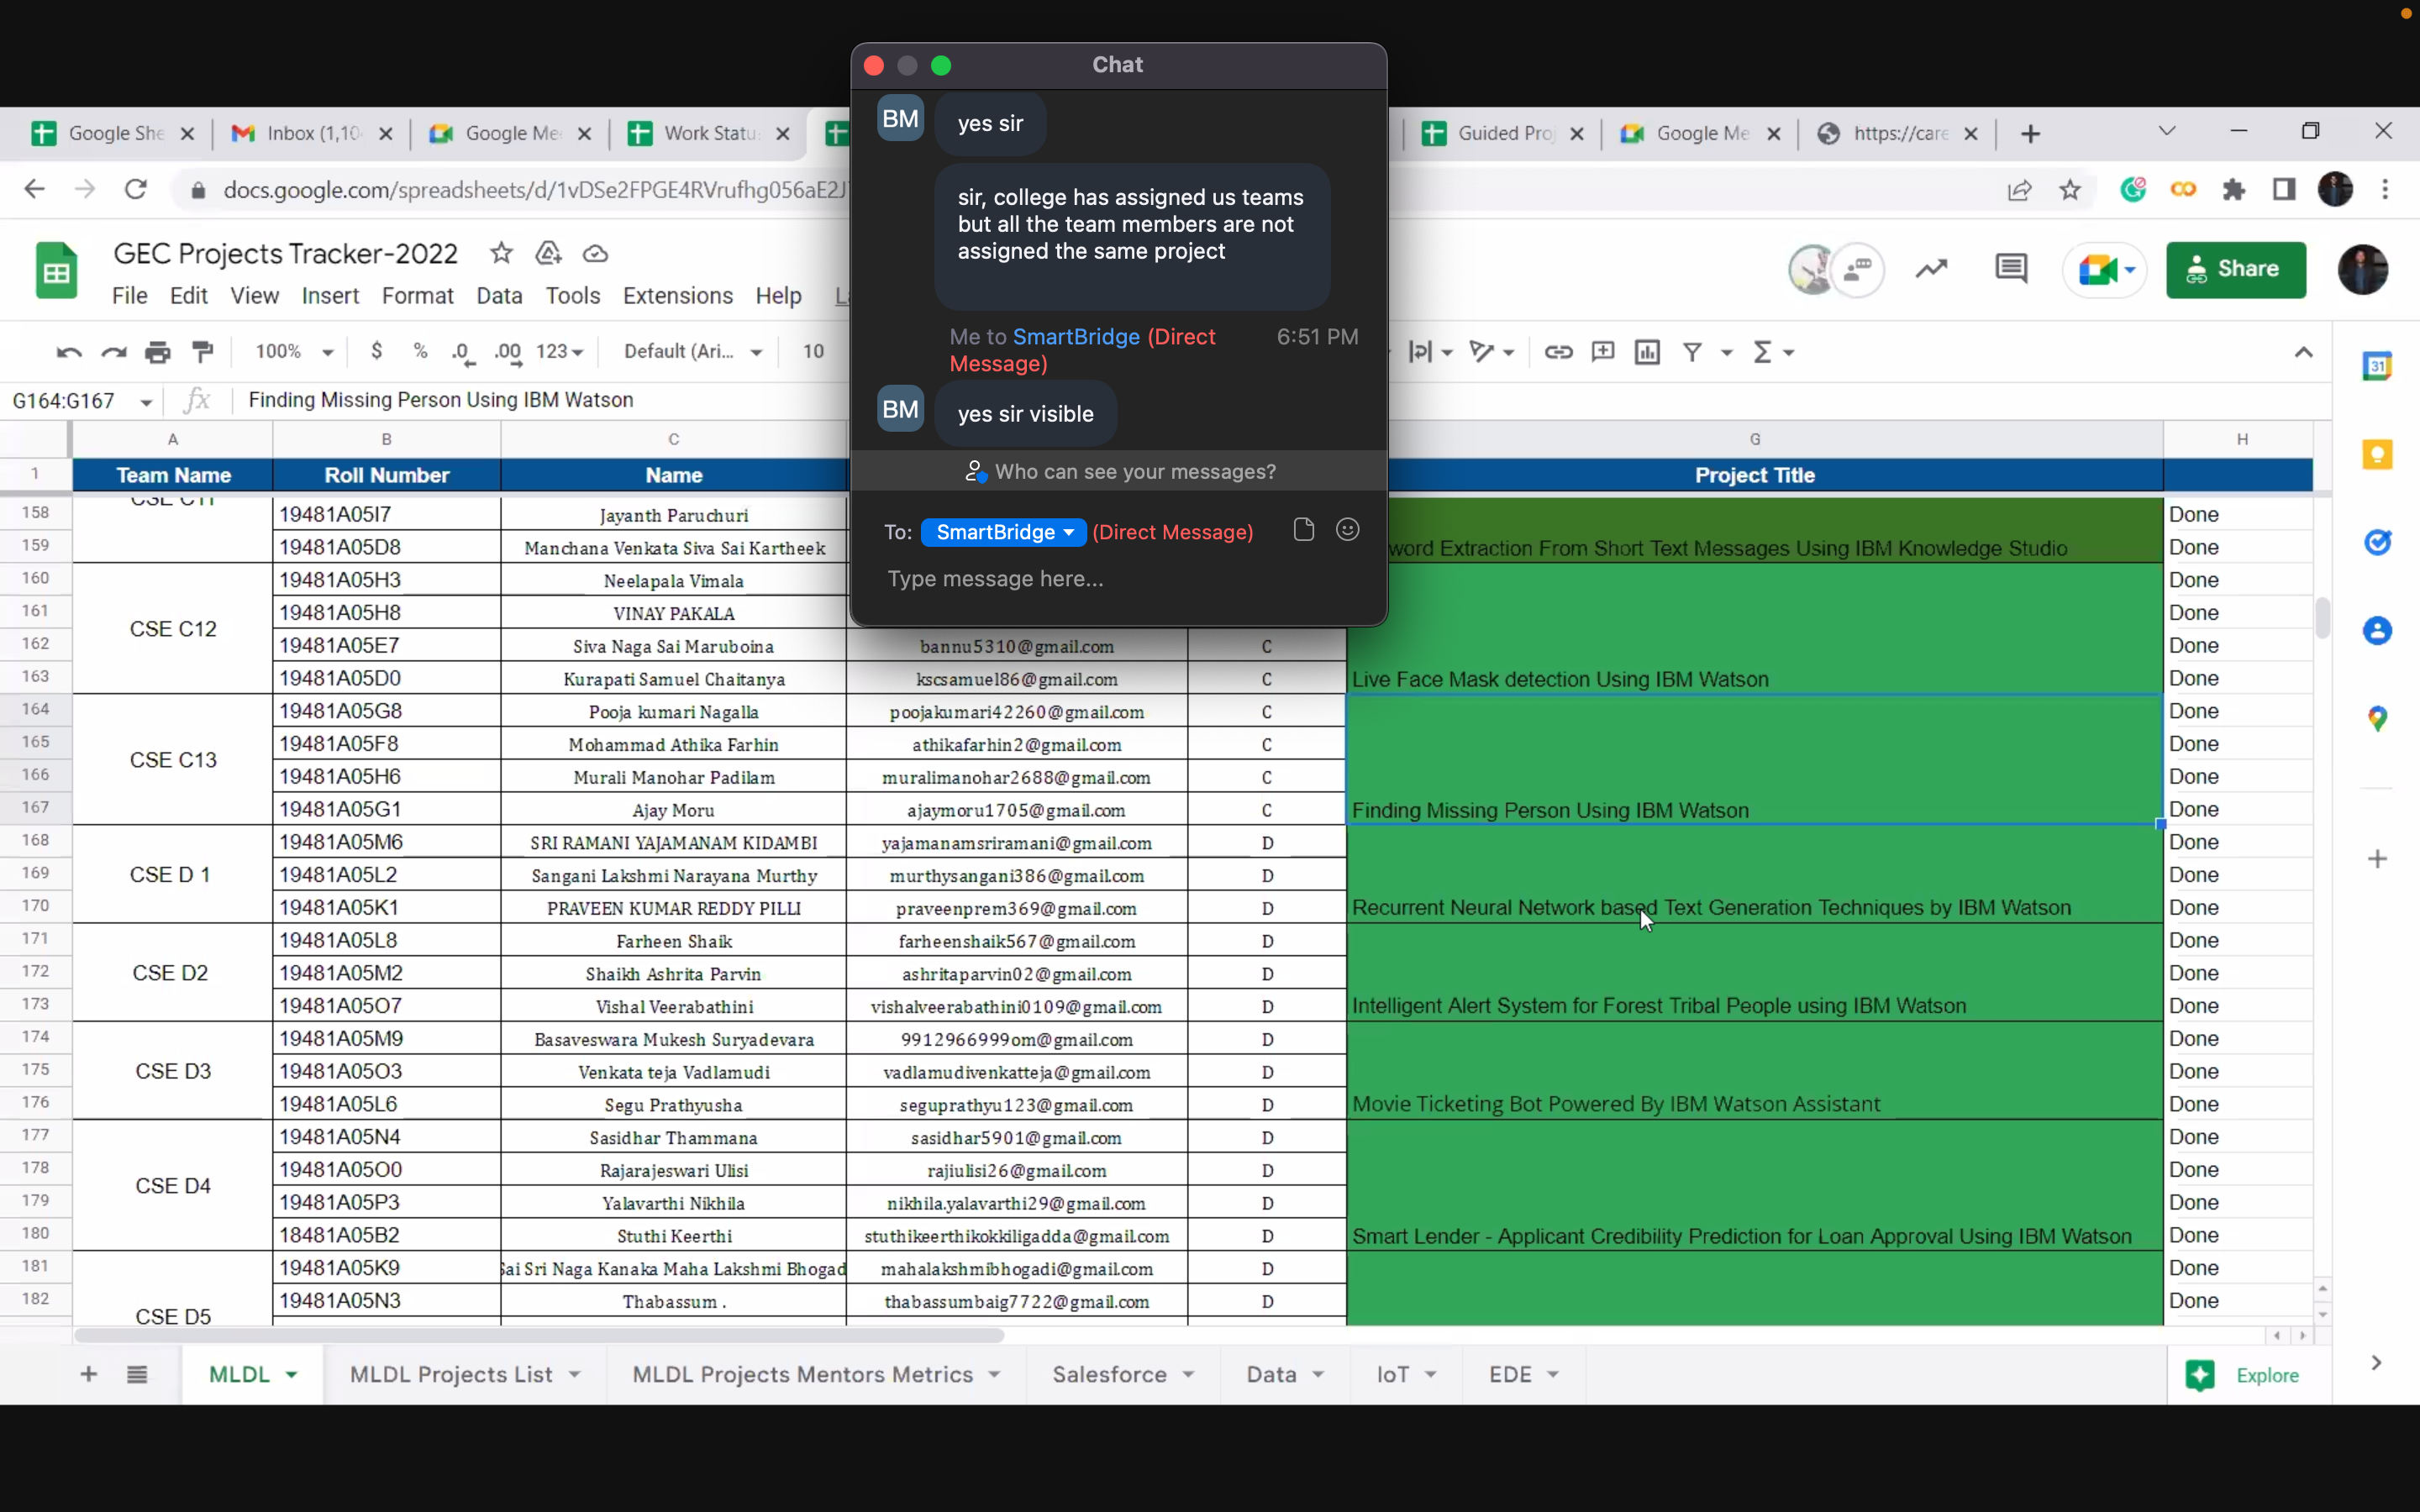 Chat
BM
yes sir
sir, college has assigned us teams
but all the team members are not
assigned the same project
Me to SmartBridge (Direct Message) 6:51 PM
BM
yes sir visible
Who can see your messages?
To: SmartBridge (Direct Message)
Type message here...
Google She Inbox (1,10 Google Me Work Statu Guided Proj Google Me https://care
docs.google.com/spreadsheets/d/1vDSe2FPGE4RVrufhg056aE2J
GEC Projects Tracker-2022
Share
File Edit View Insert Format Data Tools Extensions Help
100% $ % .0 .00 123 Default (Ari... 10
G164:G167 fx Finding Missing Person Using IBM Watson
A B C G H
1 Team Name Roll Number Name Project Title
158 19481A05I7 Jayanth Paruchuri Done
159 19481A05D8 Manchana Venkata Siva Sai Kartheek word Extraction From Short Text Messages Using IBM Knowledge Studio Done
160 19481A05H3 Neelapala Vimala Done
161 19481A05H8 VINAY PAKALA Done
CSE C12
162 19481A05E7 Siva Naga Sai Maruboina bannu5310@gmail.com C Done
163 19481A05D0 Kurapati Samuel Chaitanya kscsamuel86@gmail.com C Live Face Mask detection Using IBM Watson Done
164 19481A05G8 Pooja kumari Nagalla poojakumari42260@gmail.com C Done
165 19481A05F8 Mohammad Athika Farhin athikafarhin2@gmail.com C Done
CSE C13
166 19481A05H6 Murali Manohar Padilam muralimanohar2688@gmail.com C Done
167 19481A05G1 Ajay Moru ajaymoru1705@gmail.com C Finding Missing Person Using IBM Watson Done
168 19481A05M6 SRI RAMANI YAJAMANAM KIDAMBI yajamanamsriramani@gmail.com D Done
169 CSE D 1 19481A05L2 Sangani Lakshmi Narayana Murthy murthysangani386@gmail.com D Done
170 19481A05K1 PRAVEEN KUMAR REDDY PILLI praveenprem369@gmail.com D Recurrent Neural Network based Text Generation Techniques by IBM Watson Done
171 19481A05L8 Farheen Shaik farheenshaik567@gmail.com D Done
172 CSE D2 19481A05M2 Shaikh Ashrita Parvin ashritaparvin02@gmail.com D Done
173 19481A05O7 Vishal Veerabathini vishalveerabathini0109@gmail.com D Intelligent Alert System for Forest Tribal People using IBM Watson Done
174 19481A05M9 Basaveswara Mukesh Suryadevara 9912966999om@gmail.com D Done
175 CSE D3 19481A05O3 Venkata teja Vadlamudi vadlamudivenkatteja@gmail.com D Done
176 19481A05L6 Segu Prathyusha seguprathyu123@gmail.com D Movie Ticketing Bot Powered By IBM Watson Assistant Done
177 19481A05N4 Sasidhar Thammana sasidhar5901@gmail.com D Done
178 19481A05O0 Rajarajeswari Ulisi rajiulisi26@gmail.com D Done
CSE D4
179 19481A05P3 Yalavarthi Nikhila nikhila.yalavarthi29@gmail.com D Done
180 18481A05B2 Stuthi Keerthi stuthikeerthikokkiligadda@gmail.com D Smart Lender - Applicant Credibility Prediction for Loan Approval Using IBM Watson Done
181 19481A05K9 Sai Sri Naga Kanaka Maha Lakshmi Bhogad mahalakshmibhogadi@gmail.com D Done
182 19481A05N3 Thabassum . thabassumbaig7722@gmail.com D Done
CSE D5
MLDL MLDL Projects List MLDL Projects Mentors Metrics Salesforce Data IoT EDE Explore
31